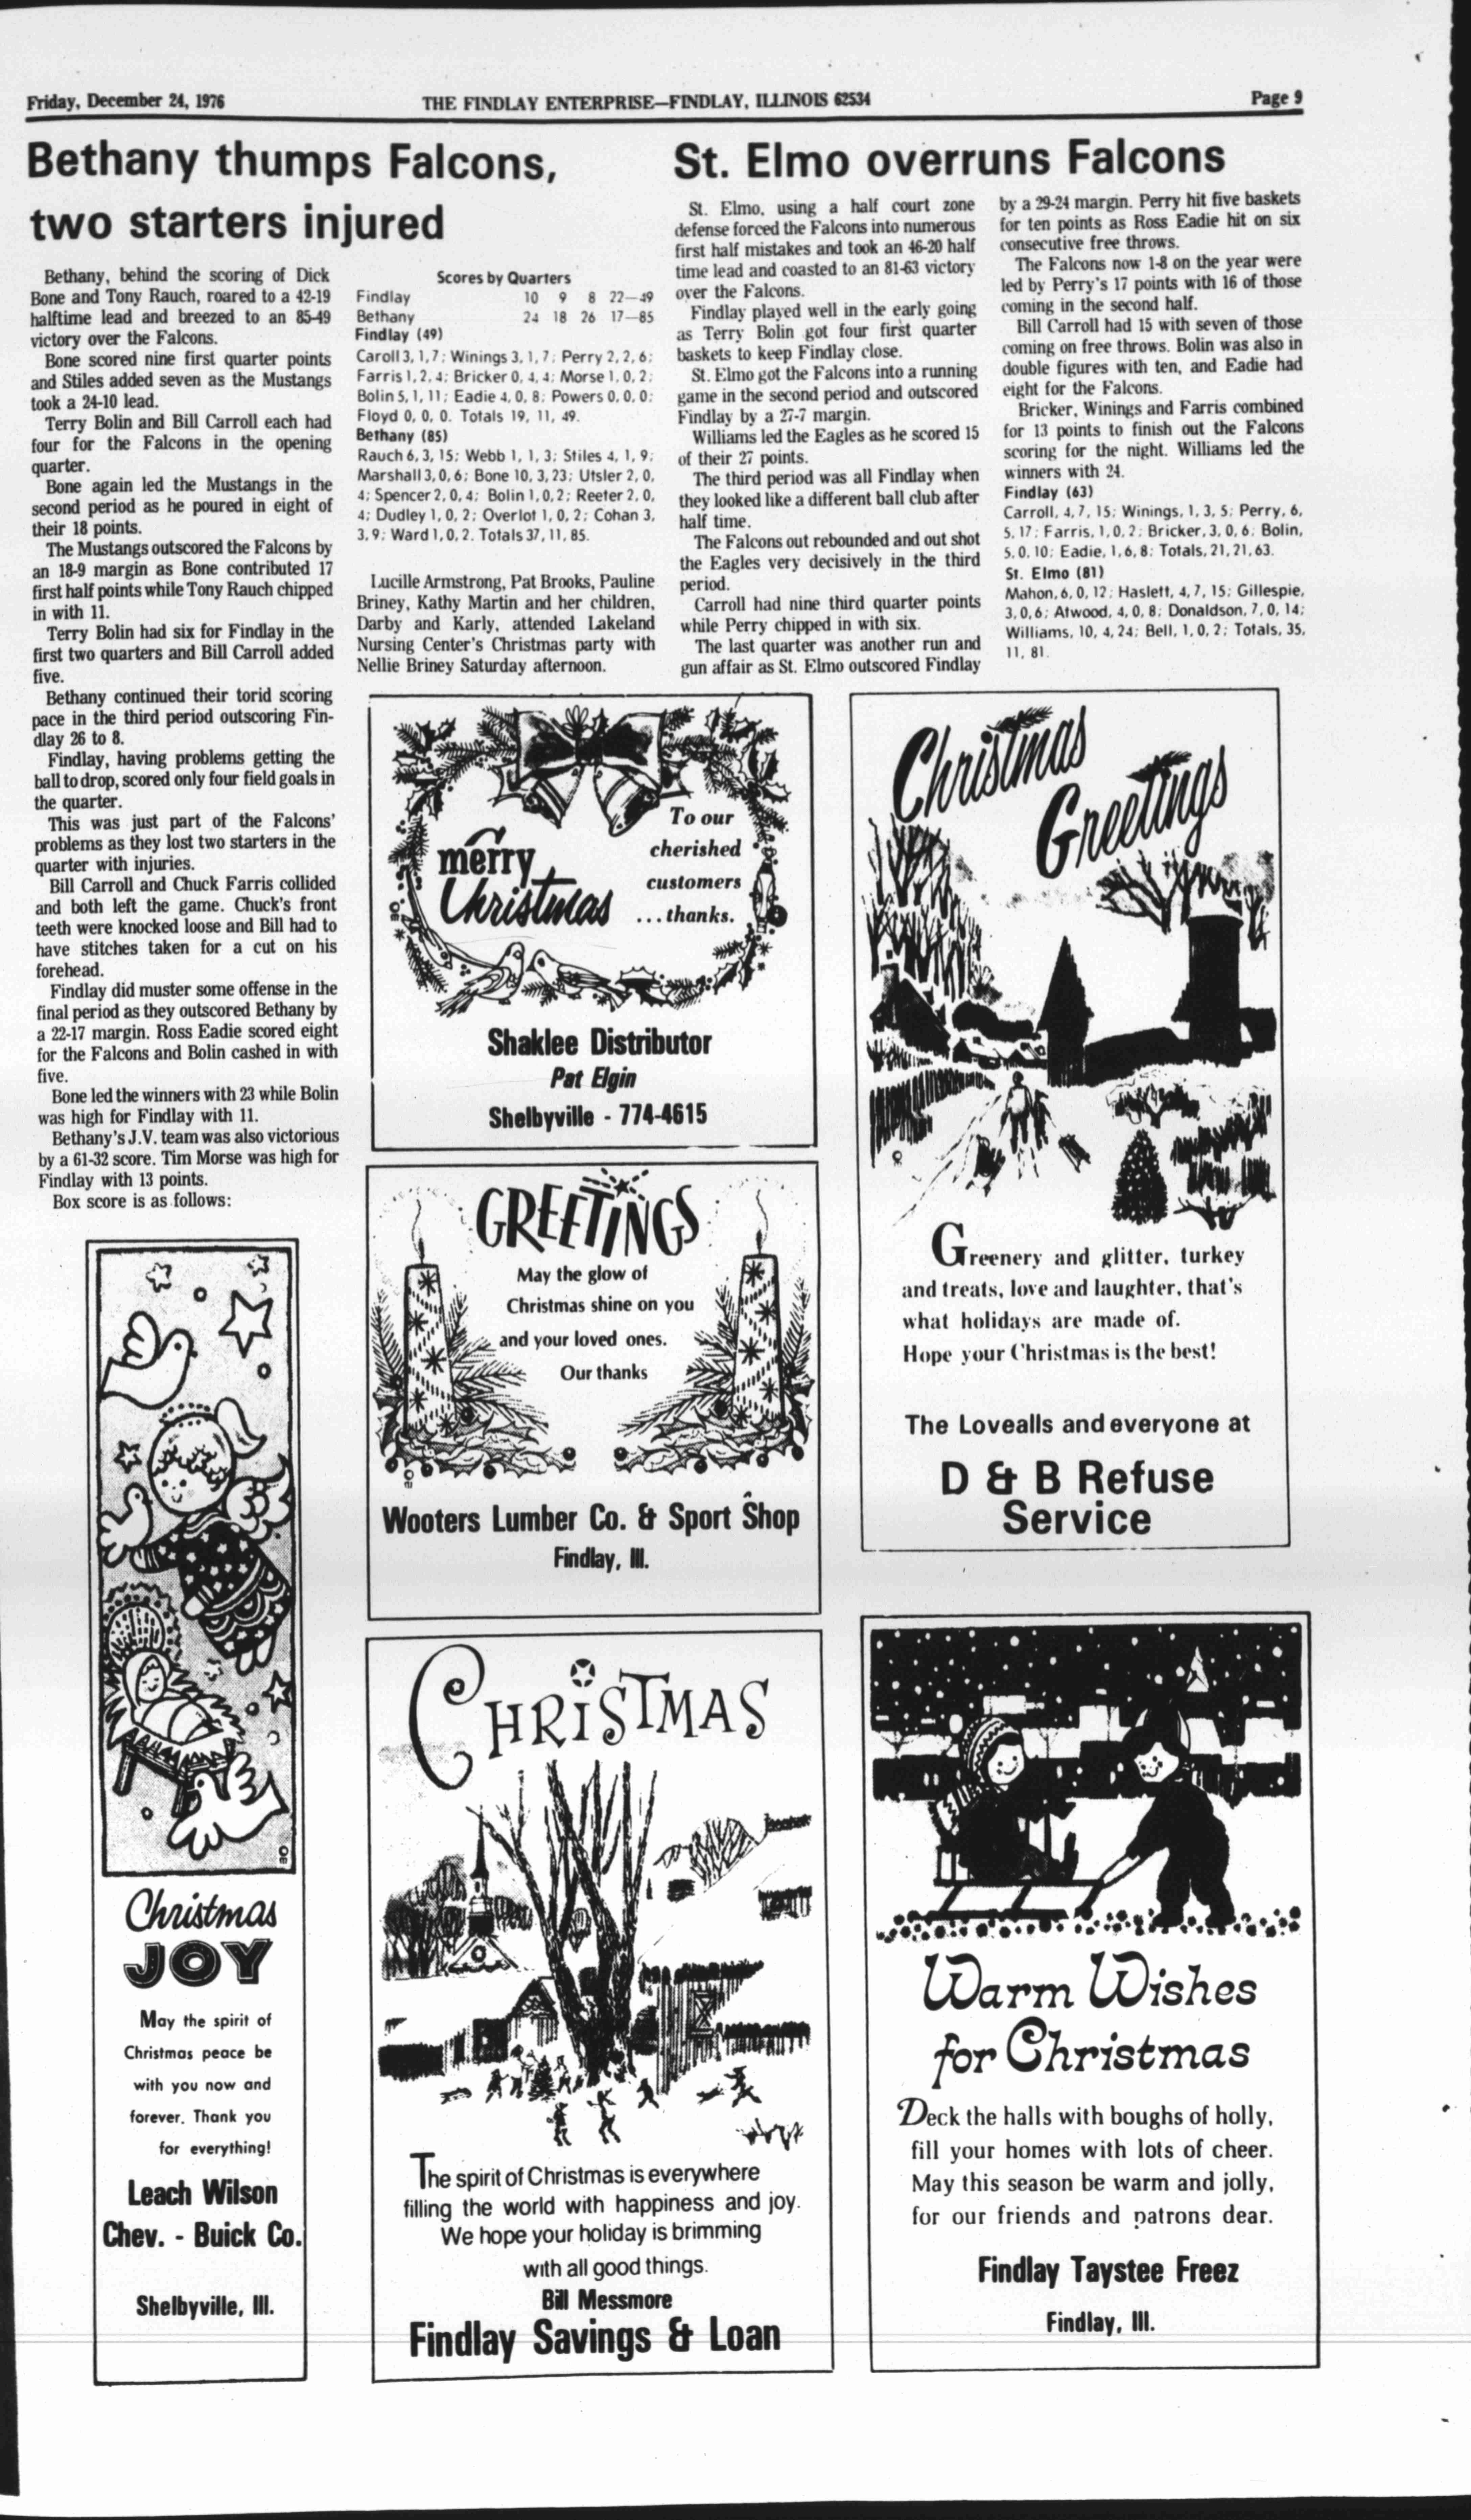 Friday, December 24, 1976
THE FINDLAY ENTERPRISE—FINDLAY, ILLINOIS 62534
Page 9
Bethany thumps Falcons,
two starters injured
Bethany, behind the scoring of Dick
Bone and Tony Rauch, roared to a 42-19
halftime lead and breezed to an 85-49
victory over the Falcons.
Bone scored nine first quarter points
and Stiles added seven as the Mustangs
took a 24-10 lead.
Terry Bolin and Bill Carroll each had
four for the Falcons in the opening
quarter.
Bone again led the Mustangs in the
second period as he poured in eight of
their 18 points.
The Mustangs outscored the Falcons by
an 18-9 margin as Bone contributed 17
first half points while Tony Rauch chipped
in with 11.
Terry Bolin had six for Findlay in the
first two quarters and Bill Carroll added
five.
Bethany continued their torid scoring
pace in the third period outscoring Fin-
dlay 26 to 8.
Findlay, having problems getting the
ball to drop, scored only four field goals in
the quarter.
This was just part of the Falcons'
problems as they lost two starters in the
quarter with injuries.
Bill Carroll and Chuck Farris collided
and both left the game. Chuck's front
teeth were knocked loose and Bill had to
have stitches taken for a cut on his
forehead.
Findlay did muster some offense in the
final period as they outscored Bethany by
a 22-17 margin. Ross Eadie scored eight
for the Falcons and Bolin cashed in with
five.
Bone led the winners with 23 while Bolin
was high for Findlay with 11.
Bethany's J.V. team was also victorious
by a 61-32 score. Tim Morse was high for
Findlay with 13 points.
Box score is as follows:
Scores by Quarters
Findlay 10 9 8 22—49
Bethany 24 18 26 17—85
Findlay (49)
Caroll 3, 1, 7; Winings 3, 1, 7; Perry 2, 2, 6;
Farris 1, 2, 4; Bricker 0, 4, 4; Morse 1, 0, 2;
Bolin 5, 1, 11; Eadie 4, 0, 8; Powers 0, 0, 0;
Floyd 0, 0, 0. Totals 19, 11, 49.
Bethany (85)
Rauch 6, 3, 15; Webb 1, 1, 3; Stiles 4, 1, 9;
Marshall 3, 0, 6; Bone 10, 3, 23; Utsler 2, 0,
4; Spencer 2, 0, 4; Bolin 1, 0, 2; Reeter 2, 0,
4; Dudley 1, 0, 2; Overlot 1, 0, 2; Cohan 3,
3, 9; Ward 1, 0, 2. Totals 37, 11, 85.
Lucille Armstrong, Pat Brooks, Pauline
Briney, Kathy Martin and her children,
Darby and Karly, attended Lakeland
Nursing Center's Christmas party with
Nellie Briney Saturday afternoon.
St. Elmo overruns Falcons
St. Elmo, using a half court zone
defense forced the Falcons into numerous
first half mistakes and took an 46-20 half
time lead and coasted to an 81-63 victory
over the Falcons.
Findlay played well in the early going
as Terry Bolin got four first quarter
baskets to keep Findlay close.
St. Elmo got the Falcons into a running
game in the second period and outscored
Findlay by a 27-7 margin.
Williams led the Eagles as he scored 15
of their 27 points.
The third period was all Findlay when
they looked like a different ball club after
half time.
The Falcons out rebounded and out shot
the Eagles very decisively in the third
period.
Carroll had nine third quarter points
while Perry chipped in with six.
The last quarter was another run and
gun affair as St. Elmo outscored Findlay
by a 29-24 margin. Perry hit five baskets
for ten points as Ross Eadie hit on six
consecutive free throws.
The Falcons now 1-8 on the year were
led by Perry's 17 points with 16 of those
coming in the second half.
Bill Carroll had 15 with seven of those
coming on free throws. Bolin was also in
double figures with ten, and Eadie had
eight for the Falcons.
Bricker, Winings and Farris combined
for 13 points to finish out the Falcons
scoring for the night. Williams led the
winners with 24.
Findlay (63)
Carroll, 4, 7, 15; Winings, 1, 3, 5; Perry, 6,
5, 17; Farris, 1, 0, 2; Bricker, 3, 0, 6; Bolin,
5, 0, 10; Eadie, 1, 6, 8; Totals, 21, 21, 63.
St. Elmo (81)
Mahon, 6, 0, 12; Haslett, 4, 7, 15; Gillespie,
3, 0, 6; Atwood, 4, 0, 8; Donaldson, 7, 0, 14;
Williams, 10, 4, 24; Bell, 1, 0, 2; Totals, 35,
11, 81.
merry
Christmas
To our
cherished
customers
...thanks.
Shaklee Distributor
Pat Elgin
Shelbyville - 774-4615
Christmas
Greetings
Greenery and glitter, turkey
and treats, love and laughter, that's
what holidays are made of.
Hope your Christmas is the best!
The Lovealls and everyone at
D & B Refuse
Service
GREETINGS
May the glow of
Christmas shine on you
and your loved ones.
Our thanks
Wooters Lumber Co. & Sport Shop
Findlay, Ill.
Christmas
JOY
May the spirit of
Christmas peace be
with you now and
forever. Thank you
for everything!
Leach Wilson
Chev. - Buick Co.
Shelbyville, Ill.
CHRISTMAS
The spirit of Christmas is everywhere
filling the world with happiness and joy.
We hope your holiday is brimming
with all good things.
Bill Messmore
Findlay Savings & Loan
Warm Wishes
for Christmas
Deck the halls with boughs of holly,
fill your homes with lots of cheer.
May this season be warm and jolly,
for our friends and patrons dear.
Findlay Taystee Freez
Findlay, Ill.